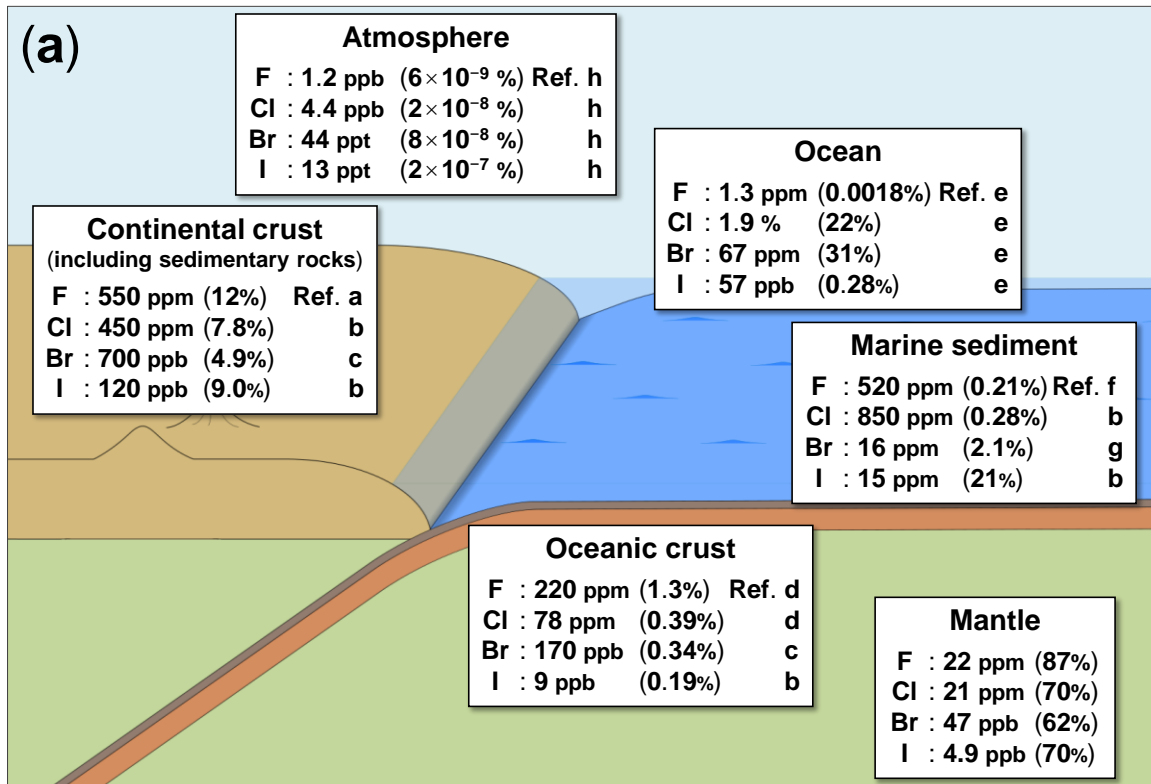 (a)
Atmosphere
F : 1.2 ppb (6×10⁻⁹ %) Ref. h
Cl : 4.4 ppb (2×10⁻⁸ %) h
Br : 44 ppt (8×10⁻⁸ %) h
I : 13 ppt (2×10⁻⁷ %) h
Ocean
F : 1.3 ppm (0.0018%) Ref. e
Cl : 1.9 % (22%) e
Br : 67 ppm (31%) e
I : 57 ppb (0.28%) e
Continental crust
(including sedimentary rocks)
F : 550 ppm (12%) Ref. a
Cl : 450 ppm (7.8%) b
Br : 700 ppb (4.9%) c
I : 120 ppb (9.0%) b
Marine sediment
F : 520 ppm (0.21%) Ref. f
Cl : 850 ppm (0.28%) b
Br : 16 ppm (2.1%) g
I : 15 ppm (21%) b
Oceanic crust
F : 220 ppm (1.3%) Ref. d
Cl : 78 ppm (0.39%) d
Br : 170 ppb (0.34%) c
I : 9 ppb (0.19%) b
Mantle
F : 22 ppm (87%)
Cl : 21 ppm (70%)
Br : 47 ppb (62%)
I : 4.9 ppb (70%)